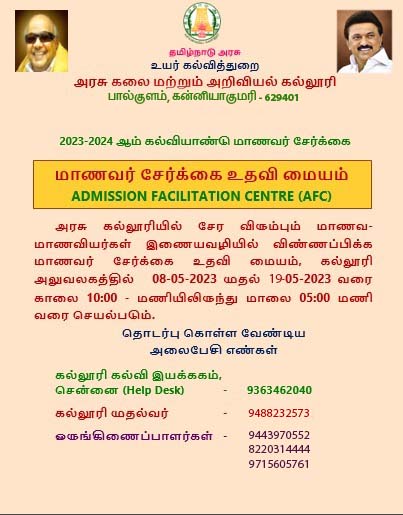 தமிழ்நாடு அரசு
உயர் கல்வித்துறை
அரசு கலை மற்றும் அறிவியல் கல்லூரி
பால்குளம், கன்னியாகுமரி - 629401
2023-2024 ஆம் கல்வியாண்டு மாணவர் சேர்க்கை
மாணவர் சேர்க்கை உதவி மையம்
ADMISSION FACILITATION CENTRE (AFC)
அரசு கல்லூரியில் சேர விரும்பும் மாணவ-
மாணவியர்கள் இணையவழியில் விண்ணப்பிக்க
மாணவர் சேர்க்கை உதவி மையம், கல்லூரி
அலுவலகத்தில் 08-05-2023 முதல் 19-05-2023 வரை
காலை 10:00 - மணியிலிருந்து மாலை 05:00 மணி
வரை செயல்படும்.
தொடர்பு கொள்ள வேண்டிய
அலைபேசி எண்கள்
கல்லூரி கல்வி இயக்ககம்,
சென்னை (Help Desk) - 9363462040
கல்லூரி முதல்வர் - 9488232573
ஒருங்கிணைப்பாளர்கள் - 9443970552
8220314444
9715605761